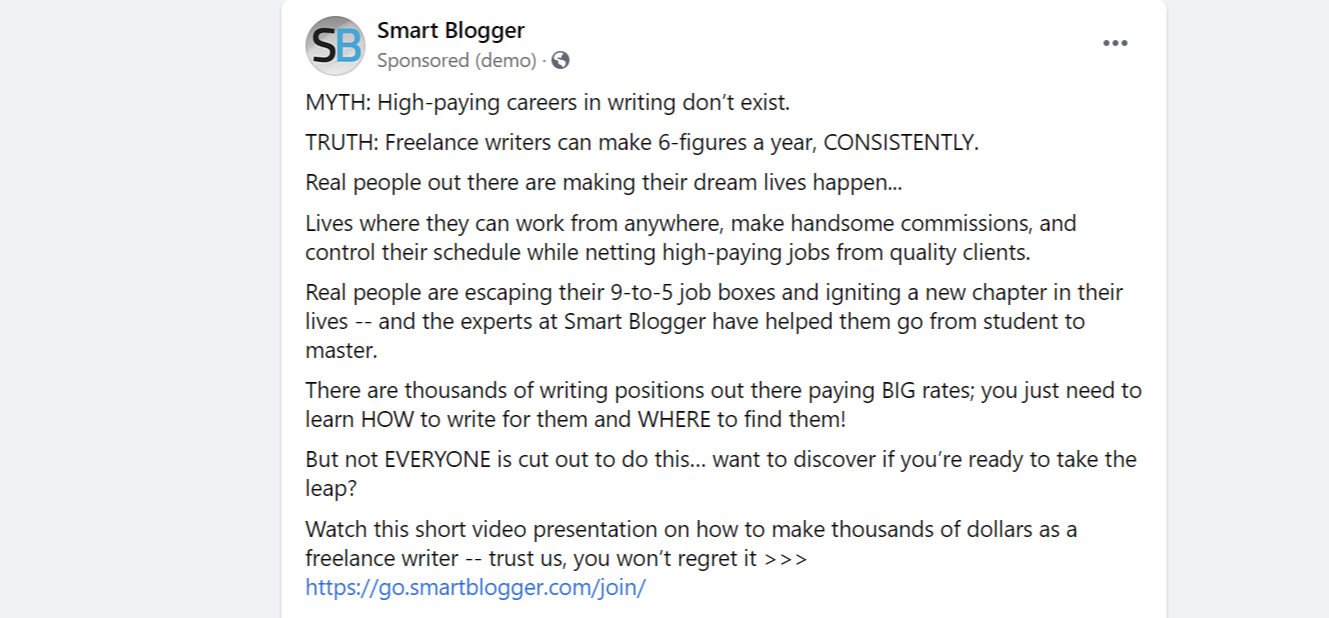 SB
Smart Blogger
Sponsored (demo) ·
MYTH: High-paying careers in writing don’t exist.
TRUTH: Freelance writers can make 6-figures a year, CONSISTENTLY.
Real people out there are making their dream lives happen...
Lives where they can work from anywhere, make handsome commissions, and
control their schedule while netting high-paying jobs from quality clients.
Real people are escaping their 9-to-5 job boxes and igniting a new chapter in their
lives -- and the experts at Smart Blogger have helped them go from student to
master.
There are thousands of writing positions out there paying BIG rates; you just need to
learn HOW to write for them and WHERE to find them!
But not EVERYONE is cut out to do this... want to discover if you’re ready to take the
leap?
Watch this short video presentation on how to make thousands of dollars as a
freelance writer -- trust us, you won’t regret it >>>
https://go.smartblogger.com/join/